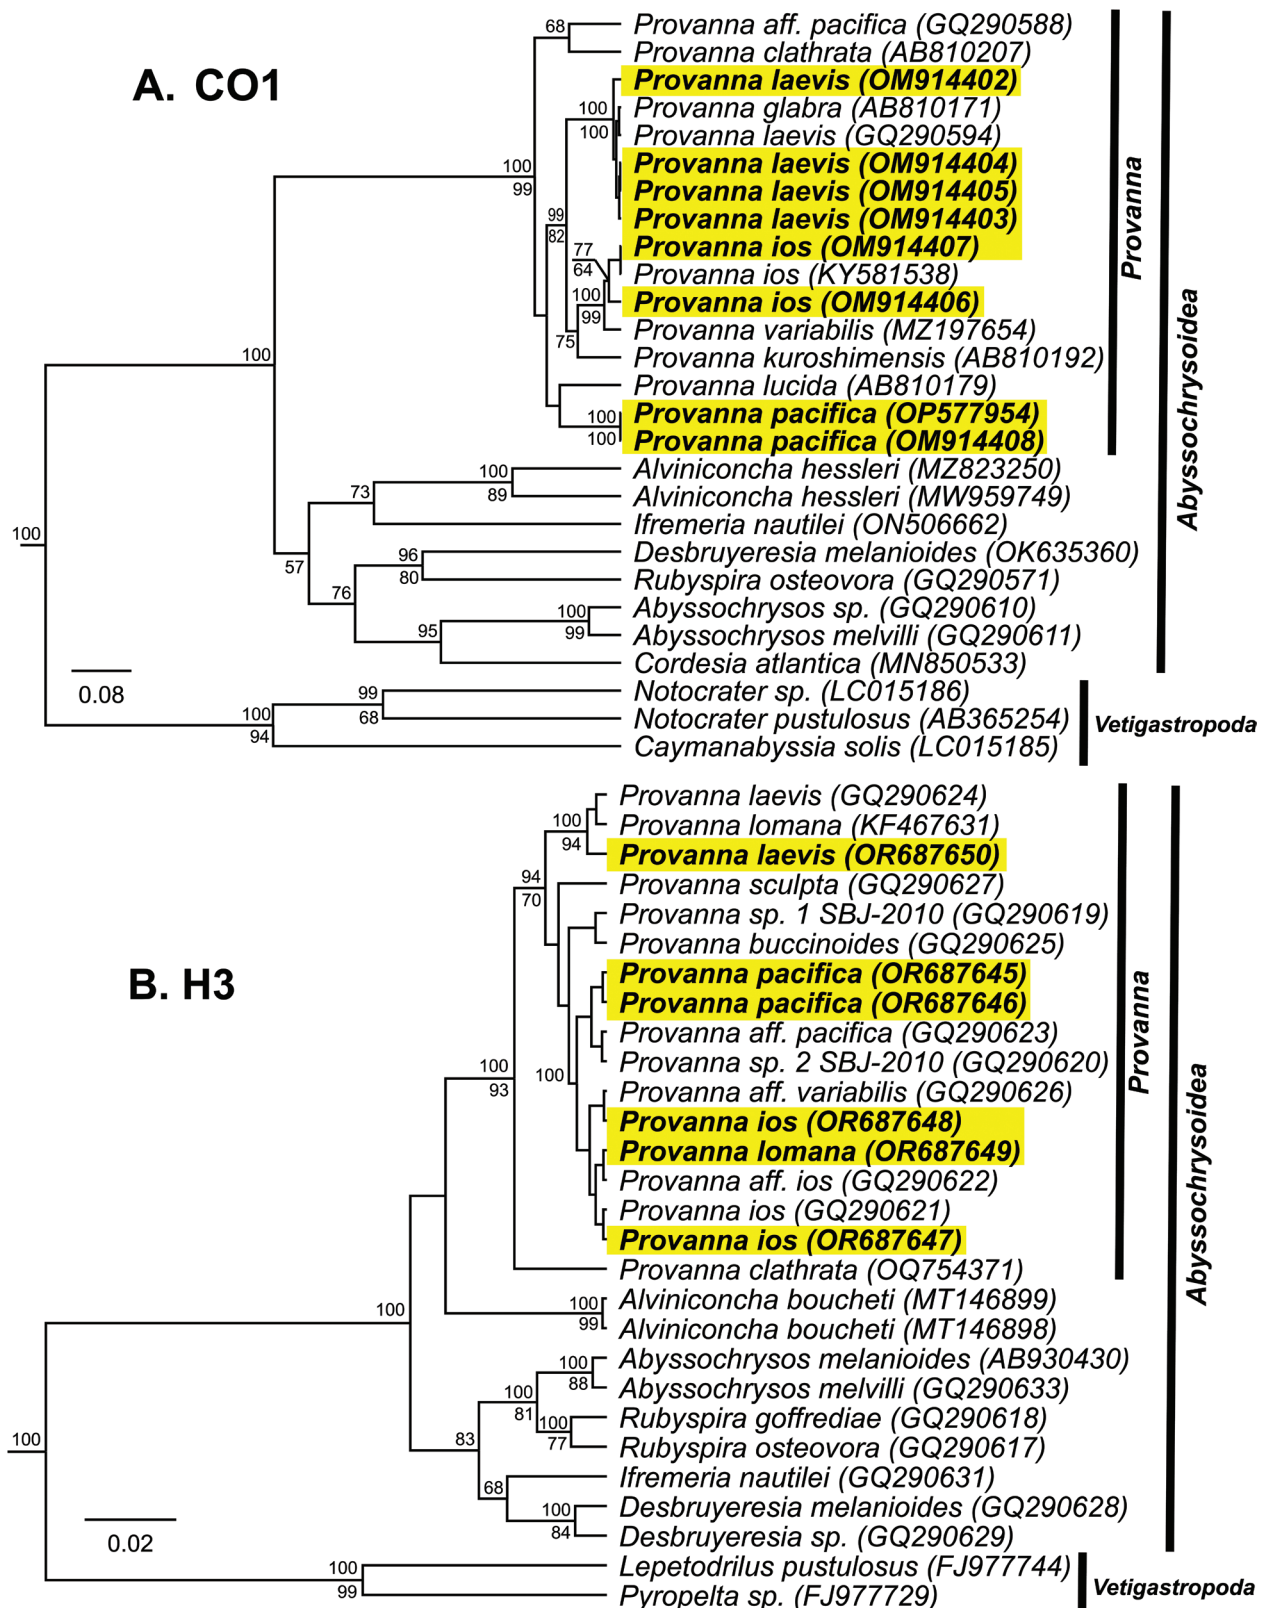 A. CO1
Provanna aff. pacifica (GQ290588)
Provanna clathrata (AB810207)
Provanna laevis (OM914402)
Provanna glabra (AB810171)
Provanna laevis (GQ290594)
Provanna laevis (OM914404)
Provanna laevis (OM914405)
Provanna laevis (OM914403)
Provanna ios (OM914407)
Provanna ios (KY581538)
Provanna ios (OM914406)
Provanna variabilis (MZ197654)
Provanna kuroshimensis (AB810192)
Provanna lucida (AB810179)
Provanna pacifica (OP577954)
Provanna pacifica (OM914408)
Alviniconcha hessleri (MZ823250)
Alviniconcha hessleri (MW959749)
Ifremeria nautilei (ON506662)
Desbruyeresia melanioides (OK635360)
Rubyspira osteovora (GQ290571)
Abyssochrysos sp. (GQ290610)
Abyssochrysos melvilli (GQ290611)
Cordesia atlantica (MN850533)
Notocrater sp. (LC015186)
Notocrater pustulosus (AB365254)
Caymanabyssia solis (LC015185)
68
100
100
100
99
99
82
77
64
100
99
75
100
100
100
100
89
73
57
96
80
76
100
99
95
100
99
68
100
94
0.08
Provanna
Abyssochrysoidea
Vetigastropoda
B. H3
Provanna laevis (GQ290624)
Provanna lomana (KF467631)
Provanna laevis (OR687650)
Provanna sculpta (GQ290627)
Provanna sp. 1 SBJ-2010 (GQ290619)
Provanna buccinoides (GQ290625)
Provanna pacifica (OR687645)
Provanna pacifica (OR687646)
Provanna aff. pacifica (GQ290623)
Provanna sp. 2 SBJ-2010 (GQ290620)
Provanna aff. variabilis (GQ290626)
Provanna ios (OR687648)
Provanna lomana (OR687649)
Provanna aff. ios (GQ290622)
Provanna ios (GQ290621)
Provanna ios (OR687647)
Provanna clathrata (OQ754371)
Alviniconcha boucheti (MT146899)
Alviniconcha boucheti (MT146898)
Abyssochrysos melanioides (AB930430)
Abyssochrysos melvilli (GQ290633)
Rubyspira goffrediae (GQ290618)
Rubyspira osteovora (GQ290617)
Ifremeria nautilei (GQ290631)
Desbruyeresia melanioides (GQ290628)
Desbruyeresia sp. (GQ290629)
Lepetodrilus pustulosus (FJ977744)
Pyropelta sp. (FJ977729)
100
94
94
70
100
100
93
100
100
99
100
88
100
81
100
77
83
68
100
84
100
100
99
0.02
Provanna
Abyssochrysoidea
Vetigastropoda